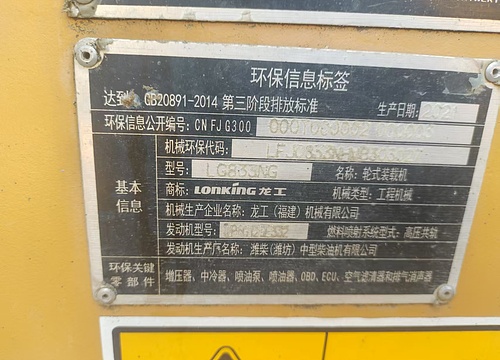 环保信息标签
达到 GB20891-2014 第三阶段排放标准 生产日期:
环保信息公开编号: CN FJ G300
机械环保代码:
型号: LG833NG 名称: 轮式装载机
基本信息
商标: LONKING 龙工 机械类型: 工程机械
机械生产企业名称: 龙工(福建)机械有限公司
发动机型号: 燃料喷射系统型式: 高压共轨
发动机生产厂名称: 潍柴(潍坊)中型柴油机有限公司
环保关键零部件
增压器、中冷器、喷油泵、喷油器、OBD、ECU、空气滤清器和排气消声器